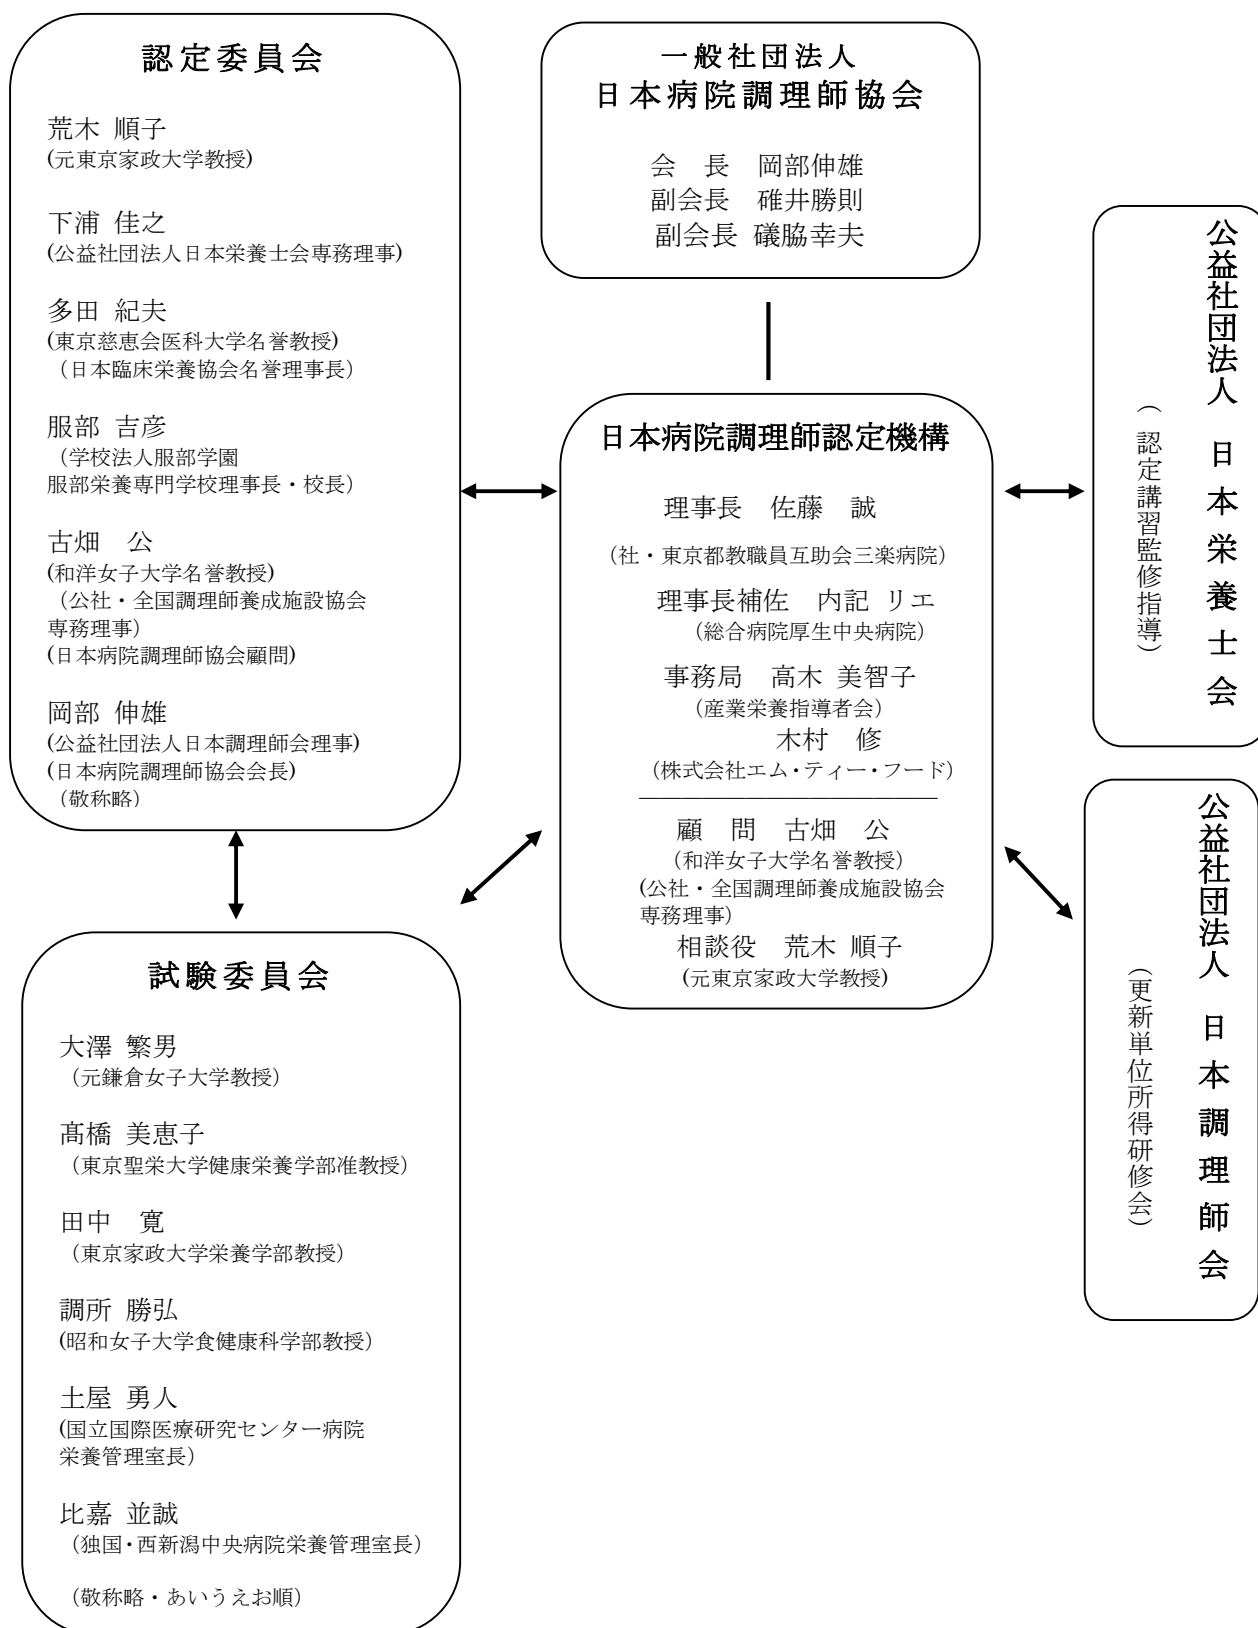 認定委員会
荒木 順子
(元東京家政大学教授)
下浦 佳之
(公益社団法人日本栄養士会専務理事)
多田 紀夫
(東京慈恵会医科大学名誉教授)
(日本臨床栄養協会名誉理事長)
服部 吉彦
(学校法人服部学園
服部栄養専門学校理事長・校長)
古畑　公
(和洋女子大学名誉教授)
(公社・全国調理師養成施設協会
専務理事)
(日本病院調理師協会顧問)
岡部 伸雄
(公益社団法人日本調理師会理事)
(日本病院調理師協会会長)
(敬称略)
一般社団法人
日本病院調理師協会
会　長　岡部伸雄
副会長　碓井勝則
副会長 礒脇幸夫
日本病院調理師認定機構
理事長　佐藤　誠
(社・東京都教職員互助会三楽病院)
理事長補佐　内記 リエ
(総合病院厚生中央病院)
事務局　高木 美智子
(産業栄養指導者会)
木村　修
(株式会社エム・ティー・フード)
顧　問　古畑　公
(和洋女子大学名誉教授)
(公社・全国調理師養成施設協会
専務理事)
相談役　荒木 順子
(元東京家政大学教授)
公益社団法人　日本栄養士会
(認定講習監修指導)
公益社団法人　日本調理師会
(更新単位所得研修会)
試験委員会
大澤 繁男
(元鎌倉女子大学教授)
髙橋 美恵子
(東京聖栄大学健康栄養学部准教授)
田中　寛
(東京家政大学栄養学部教授)
調所 勝弘
(昭和女子大学食健康科学部教授)
土屋 勇人
(国立国際医療研究センター病院
栄養管理室長)
比嘉 並誠
(独国・西新潟中央病院栄養管理室長)
(敬称略・あいうえお順)